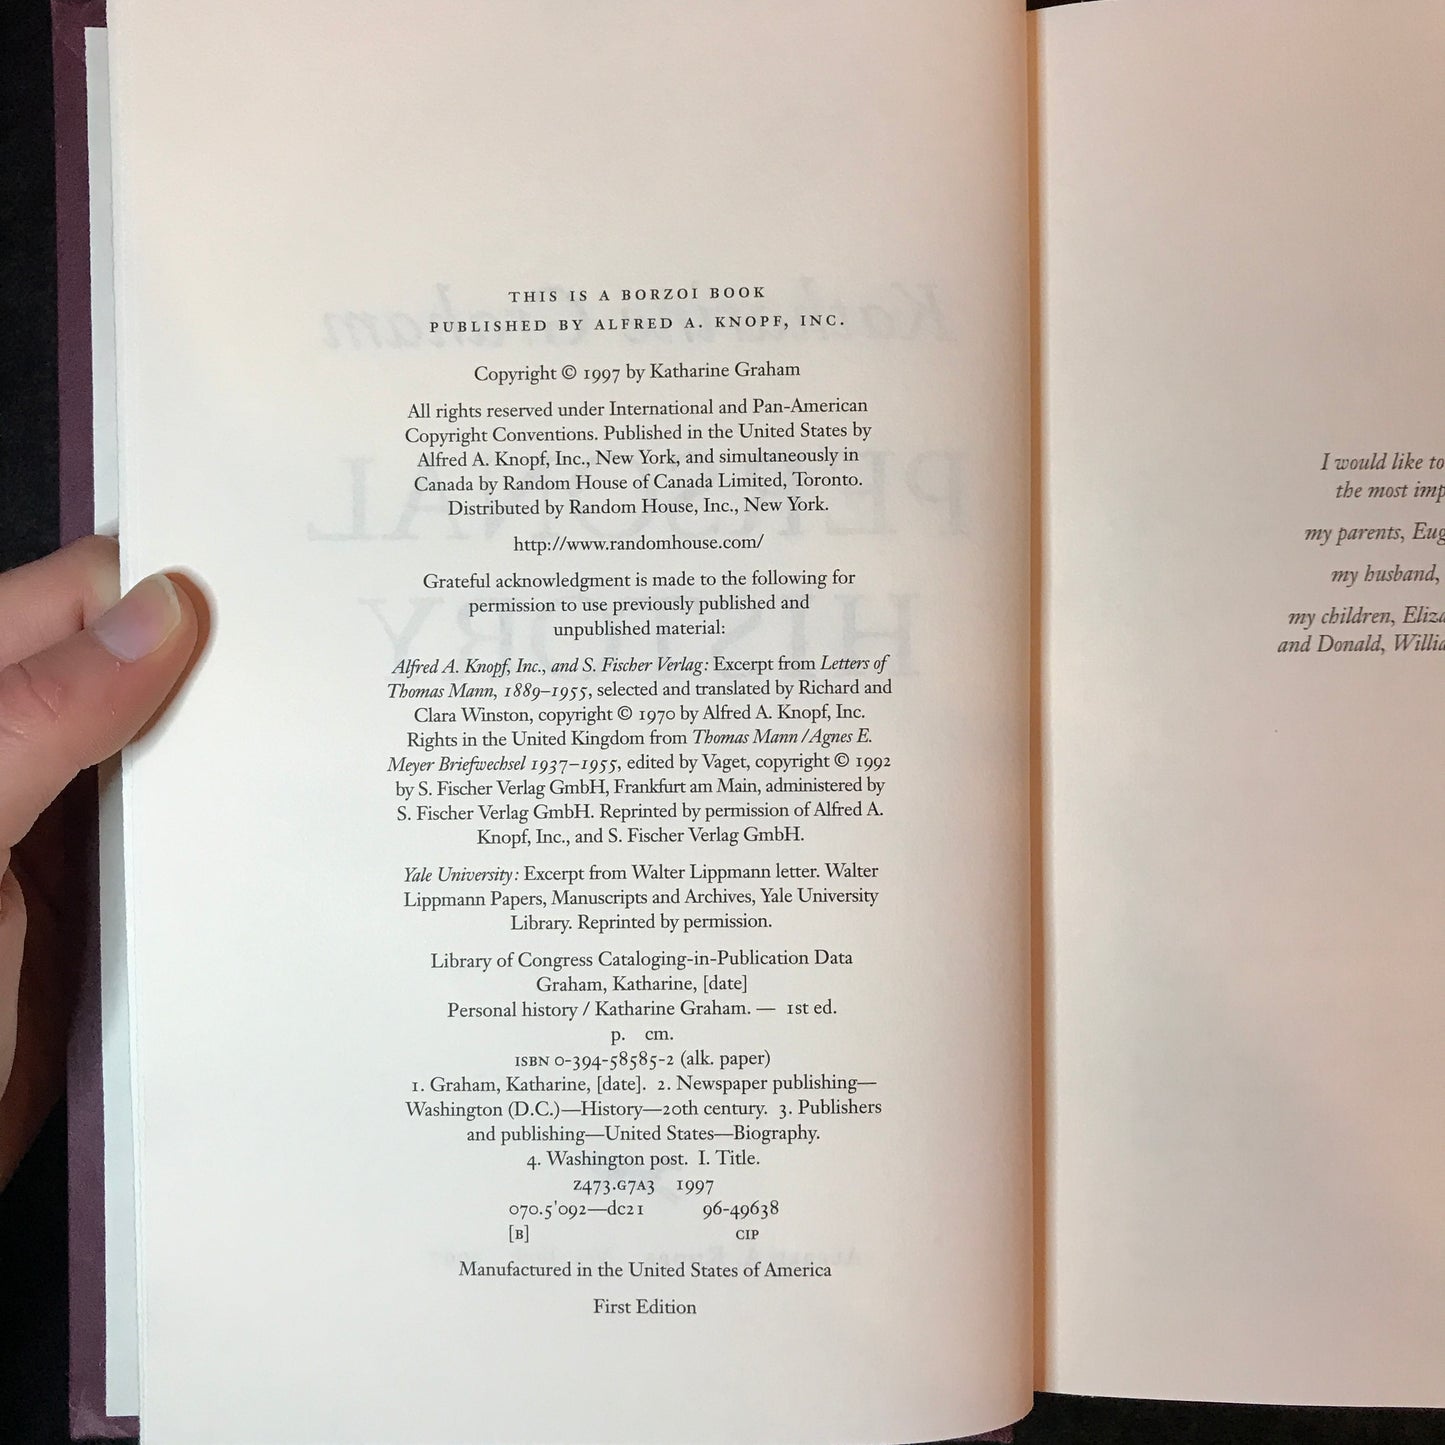 THIS IS A BORZOI BOOK
PUBLISHED BY ALFRED A. KNOPF, INC.
Copyright © 1997 by Katharine Graham
All rights reserved under International and Pan-American
Copyright Conventions. Published in the United States by
Alfred A. Knopf, Inc., New York, and simultaneously in
Canada by Random House of Canada Limited, Toronto.
Distributed by Random House, Inc., New York.
http://www.randomhouse.com/
Grateful acknowledgment is made to the following for
permission to use previously published and
unpublished material:
Alfred A. Knopf, Inc., and S. Fischer Verlag: Excerpt from Letters of
Thomas Mann, 1889–1955, selected and translated by Richard and
Clara Winston, copyright © 1970 by Alfred A. Knopf, Inc.
Rights in the United Kingdom from Thomas Mann/Agnes E.
Meyer Briefwechsel 1937–1955, edited by Vaget, copyright © 1992
by S. Fischer Verlag GmbH, Frankfurt am Main, administered by
S. Fischer Verlag GmbH. Reprinted by permission of Alfred A.
Knopf, Inc., and S. Fischer Verlag GmbH.
Yale University: Excerpt from Walter Lippmann letter. Walter
Lippmann Papers, Manuscripts and Archives, Yale University
Library. Reprinted by permission.
Library of Congress Cataloging-in-Publication Data
Graham, Katharine, [date]
Personal history / Katharine Graham. — 1st ed.
p. cm.
ISBN 0-394-58585-2 (alk. paper)
1. Graham, Katharine, [date]. 2. Newspaper publishing—
Washington (D.C.)—History—20th century. 3. Publishers
and publishing—United States—Biography.
4. Washington post. I. Title.
Z473.G7A3 1997
070.5'092—dc21 96-49638
[B] CIP
Manufactured in the United States of America
First Edition
I would like to
the most imp
my parents, Eug
my husband,
my children, Eliza
and Donald, Willia